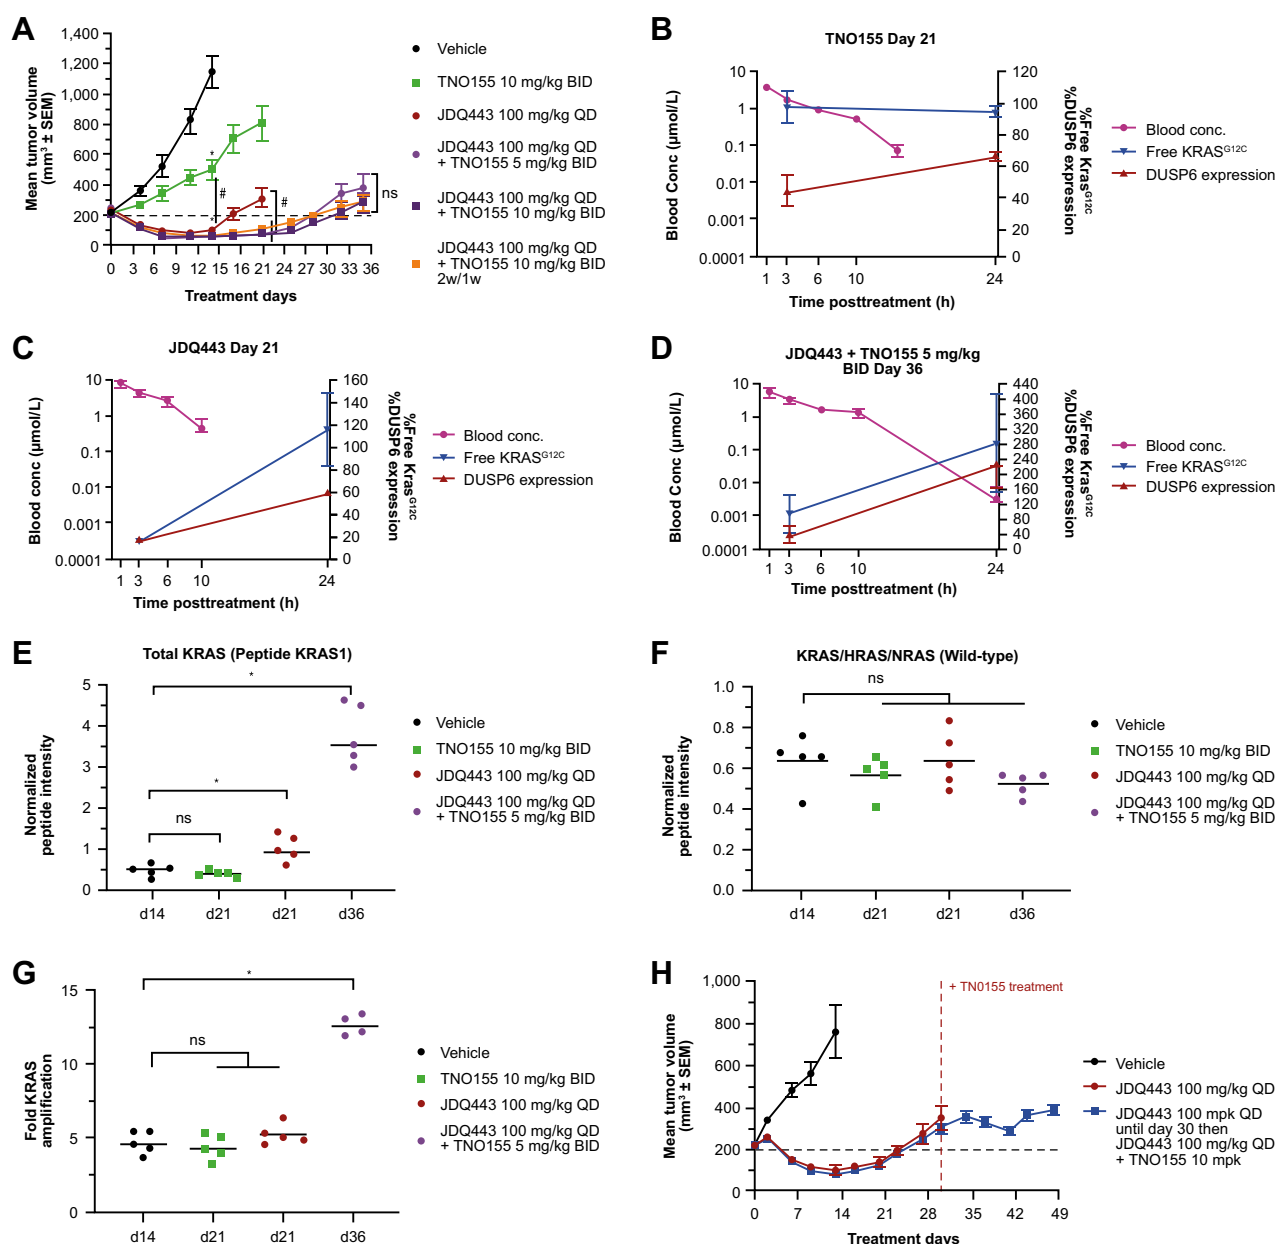 A
1,400
1,200
1,000
800
600
400
200
0
Mean tumor volume
(mm³ ± SEM)
*
#
*
#
ns
0 3 6 9 12 15 18 21 24 27 30 33 36
Treatment days
Vehicle
TNO155 10 mg/kg BID
JDQ443 100 mg/kg QD
JDQ443 100 mg/kg QD
+ TNO155 5 mg/kg BID
JDQ443 100 mg/kg QD
+ TNO155 10 mg/kg BID
JDQ443 100 mg/kg QD
+ TNO155 10 mg/kg BID
2w/1w
B
TNO155 Day 21
10
1
0.1
0.01
0.001
0.0001
Blood Conc (µmol/L)
120
100
80
60
40
20
0
%Free KrasG12C
%DUSP6 expression
1 3 6 10 24
Time posttreatment (h)
Blood conc.
Free KRASG12C
DUSP6 expression
C
JDQ443 Day 21
10
1
0.1
0.01
0.001
0.0001
Blood conc (µmol/L)
160
140
120
100
80
60
40
20
0
%Free KrasG12C
%DUSP6 expression
1 3 6 10 24
Time posttreatment (h)
Blood conc.
Free KRASG12C
DUSP6 expression
D
JDQ443 + TNO155 5 mg/kg
BID Day 36
10
1
0.1
0.01
0.001
0.0001
Blood Conc (µmol/L)
440
400
360
320
280
240
200
160
120
80
40
0
%Free KrasG12C
%DUSP6 expression
1 3 6 10 24
Time posttreatment (h)
Blood conc.
Free KRASG12C
DUSP6 expression
E
Total KRAS (Peptide KRAS1)
5
4
3
2
1
0
Normalized
peptide intensity
*
*
ns
d14 d21 d21 d36
Vehicle
TNO155 10 mg/kg BID
JDQ443 100 mg/kg QD
JDQ443 100 mg/kg QD
+ TNO155 5 mg/kg BID
F
KRAS/HRAS/NRAS (Wild-type)
1.0
0.8
0.6
0.4
0.2
0.0
Normalized
peptide intensity
ns
d14 d21 d21 d36
Vehicle
TNO155 10 mg/kg BID
JDQ443 100 mg/kg QD
JDQ443 100 mg/kg QD
+ TNO155 5 mg/kg BID
G
15
10
5
0
Fold KRAS
amplification
*
ns
d14 d21 d21 d36
Vehicle
TNO155 10 mg/kg BID
JDQ443 100 mg/kg QD
JDQ443 100 mg/kg QD
+ TNO155 5 mg/kg BID
H
1,000
800
600
400
200
0
Mean tumor volume
(mm³ ± SEM)
+ TN0155 treatment
0 7 14 21 28 35 42 49
Treatment days
Vehicle
JDQ443 100 mg/kg QD
JDQ443 100 mpk QD
until day 30 then
JDQ443 100 mg/kg QD
+ TNO155 10 mpk